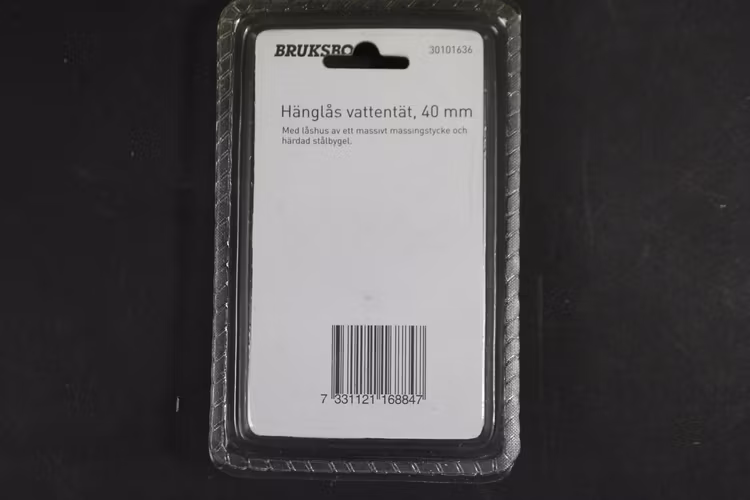 BRUKSBO
30101636
Hänglås vattentät, 40 mm
Med låshus av ett massivt massingstycke och
härdad stålbygel.
7 331121 168847